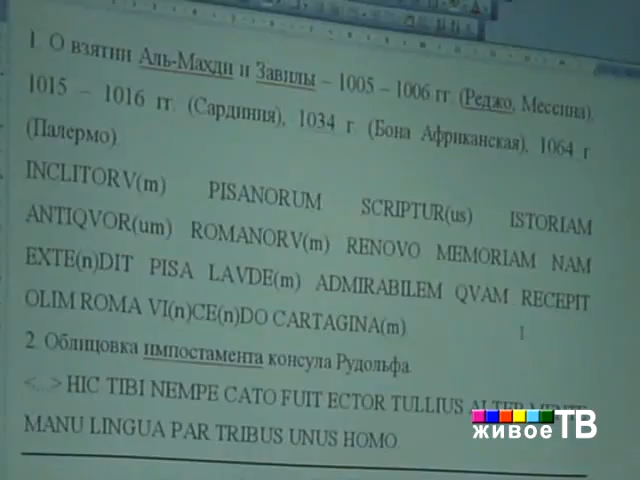 1. О взятии Аль-Махди и Завилы – 1005 – 1006 гг. (Реджо, Мессина),
1015 – 1016 гг. (Сардиния), 1034 г. (Бона Африканская), 1064 г.
(Палермо).
INCLITORV(m) PISANORUM SCRIPTUR(us) ISTORIAM
ANTIQVOR(um) ROMANORV(m) RENOVO MEMORIAM NAM
EXTE(n)DIT PISA LAVDE(m) ADMIRABILEM QVAM RECEPIT
OLIM ROMA VI(n)CE(n)DO CARTAGINA(m)
2. Облицовка импостамента консула Рудольфа.
<...> HIC TIBI NEMPE CATO FUIT ECTOR TULLIUS ALTER MENTE
MANU LINGUA PAR TRIBUS UNUS HOMO
живоеТВ